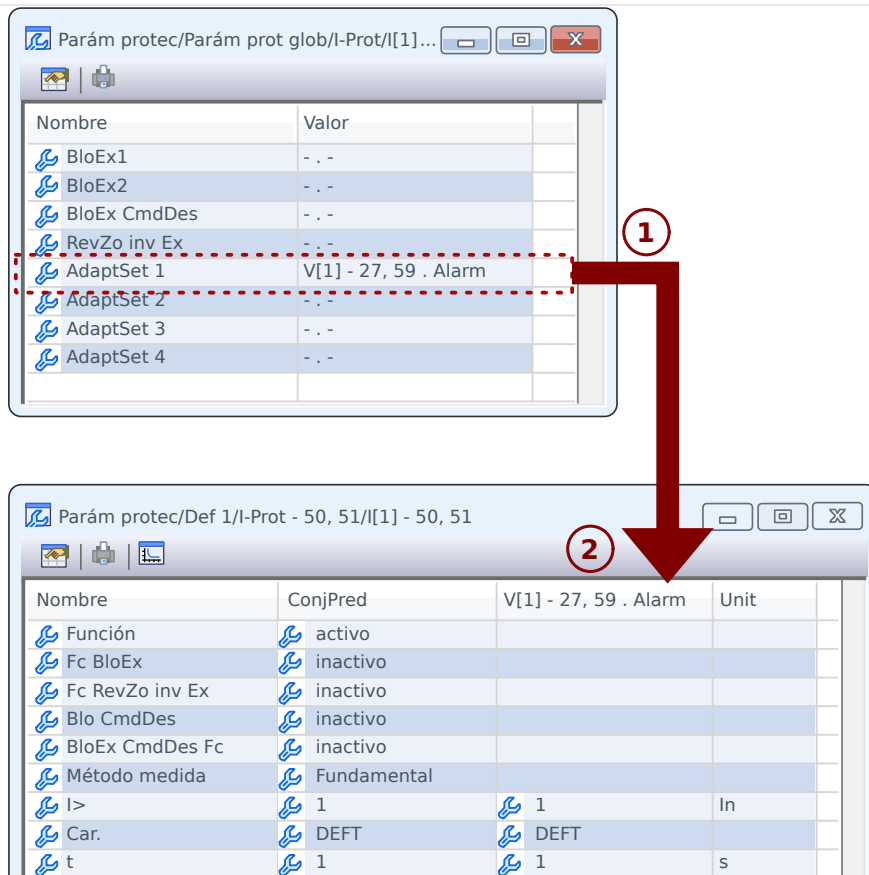 Parám protec/Parám prot glob/I-Prot/I[1]...
Nombre Valor
BloEx1 - . -
BloEx2 - . -
BloEx CmdDes - . -
RevZo inv Ex - . -
1
AdaptSet 1 V[1] - 27, 59 . Alarm
AdaptSet 2 - . -
AdaptSet 3 - . -
AdaptSet 4 - . -
Parám protec/Def 1/I-Prot - 50, 51/I[1] - 50, 51
2
Nombre ConjPred V[1] - 27, 59 . Alarm Unit
Función activo
Fc BloEx inactivo
Fc RevZo inv Ex inactivo
Blo CmdDes inactivo
BloEx CmdDes Fc inactivo
Método medida Fundamental
I> 1 1 In
Car. DEFT DEFT
t 1 1 s